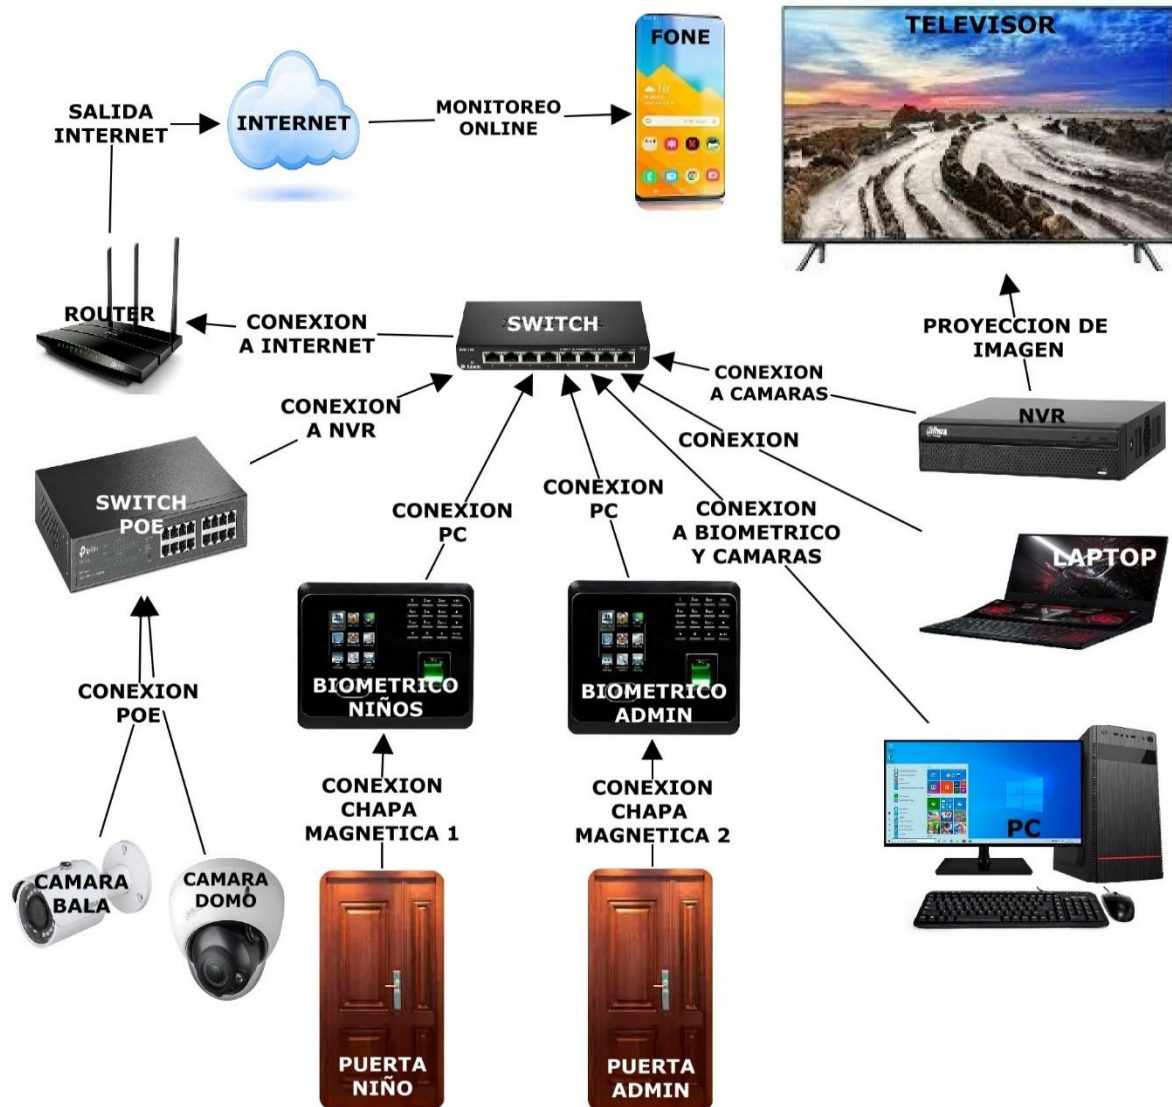 TELEVISOR
FONE
SALIDA
INTERNET
INTERNET
MONITOREO
ONLINE
ROUTER
CONEXION
A INTERNET
SWITCH
PROYECCION DE
IMAGEN
CONEXION
A CAMARAS
NVR
CONEXION
A NVR
CONEXION
SWITCH
POE
CONEXION
PC
CONEXION
PC
CONEXION
A BIOMETRICO
Y CAMARAS
LAPTOP
BIOMETRICO
NIÑOS
BIOMETRICO
ADMIN
CONEXION
POE
CONEXION
CHAPA
MAGNETICA 1
CONEXION
CHAPA
MAGNETICA 2
PC
CAMARA
BALA
CAMARA
DOMO
PUERTA
NIÑO
PUERTA
ADMIN